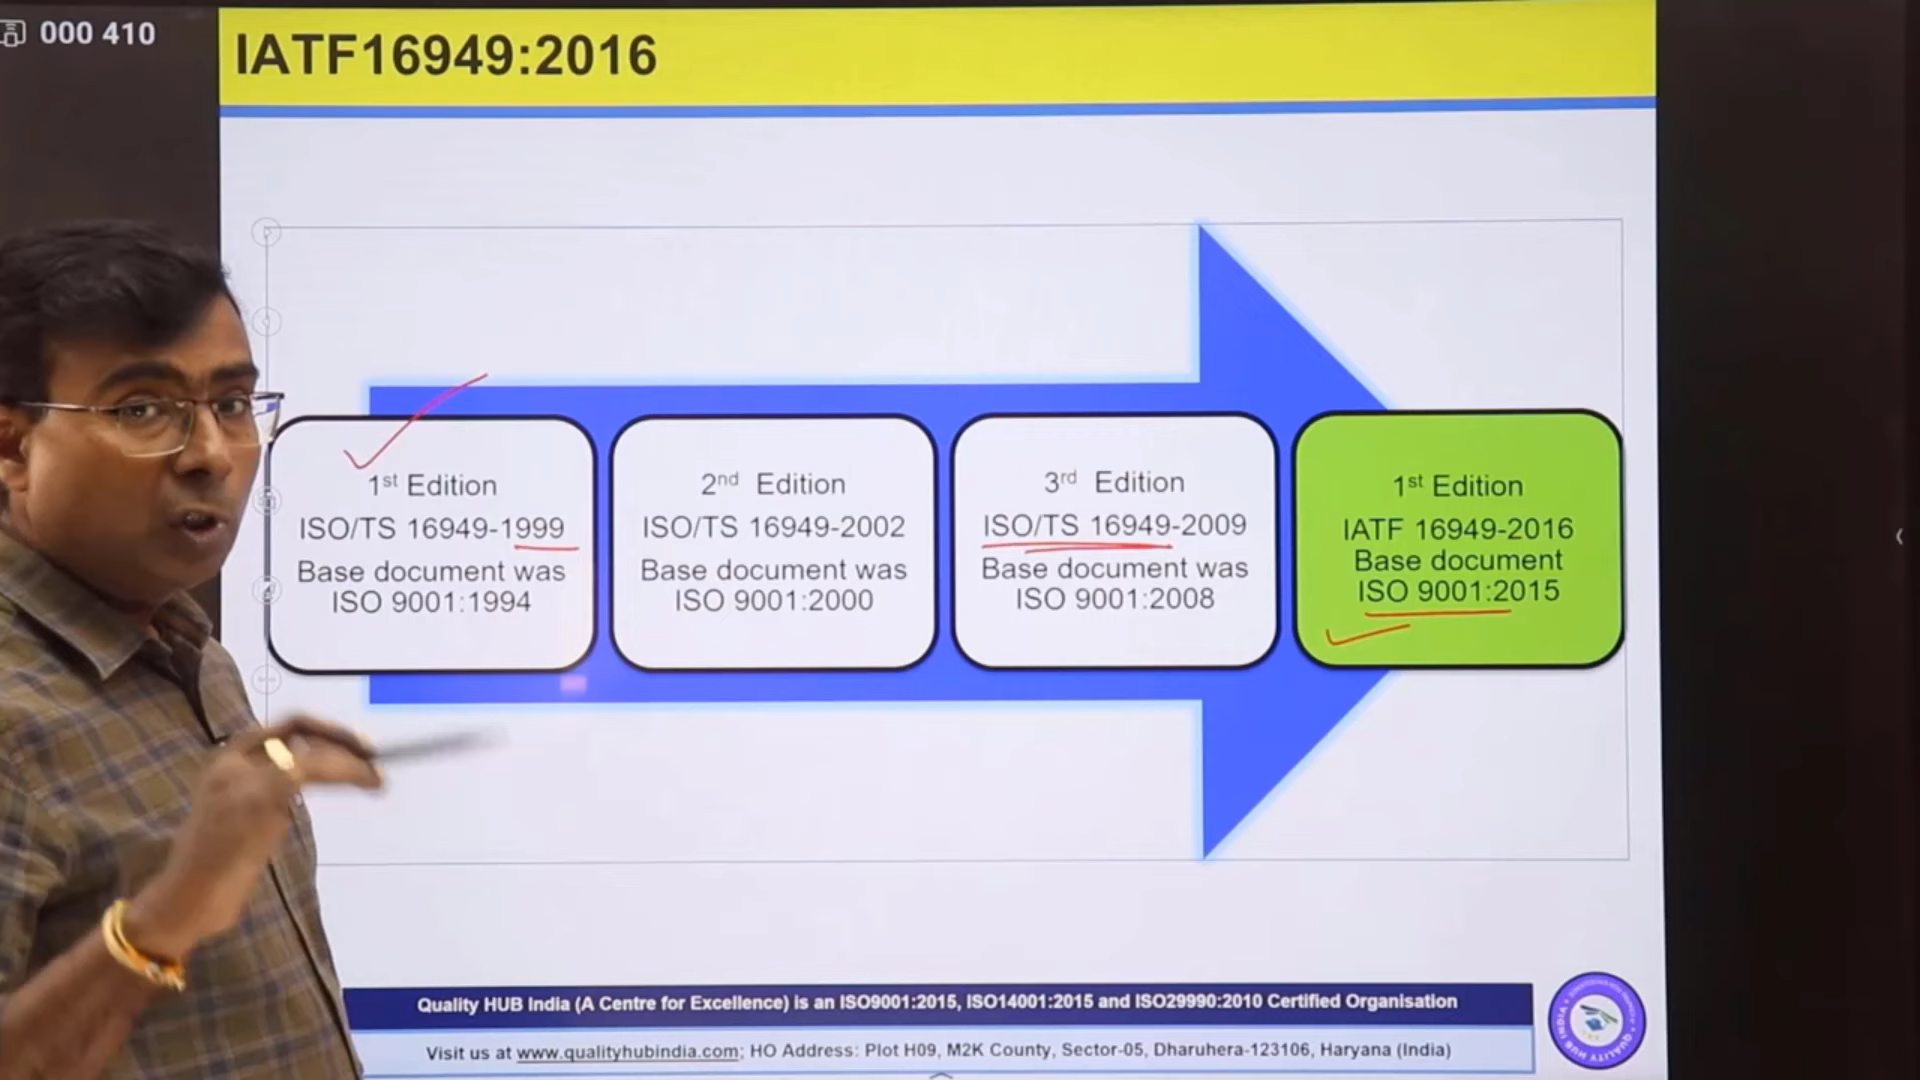 000 410
IATF16949:2016
1st Edition
ISO/TS 16949-1999
Base document was
ISO 9001:1994
2nd Edition
ISO/TS 16949-2002
Base document was
ISO 9001:2000
3rd Edition
ISO/TS 16949-2009
Base document was
ISO 9001:2008
1st Edition
IATF 16949-2016
Base document
ISO 9001:2015
Quality HUB India (A Centre for Excellence) is an ISO9001:2015, ISO14001:2015 and ISO29990:2010 Certified Organisation
Visit us at www.qualityhubindia.com; HO Address: Plot H09, M2K County, Sector-05, Dharuhera-123106, Haryana (India)
QUALITY HUB INDIA